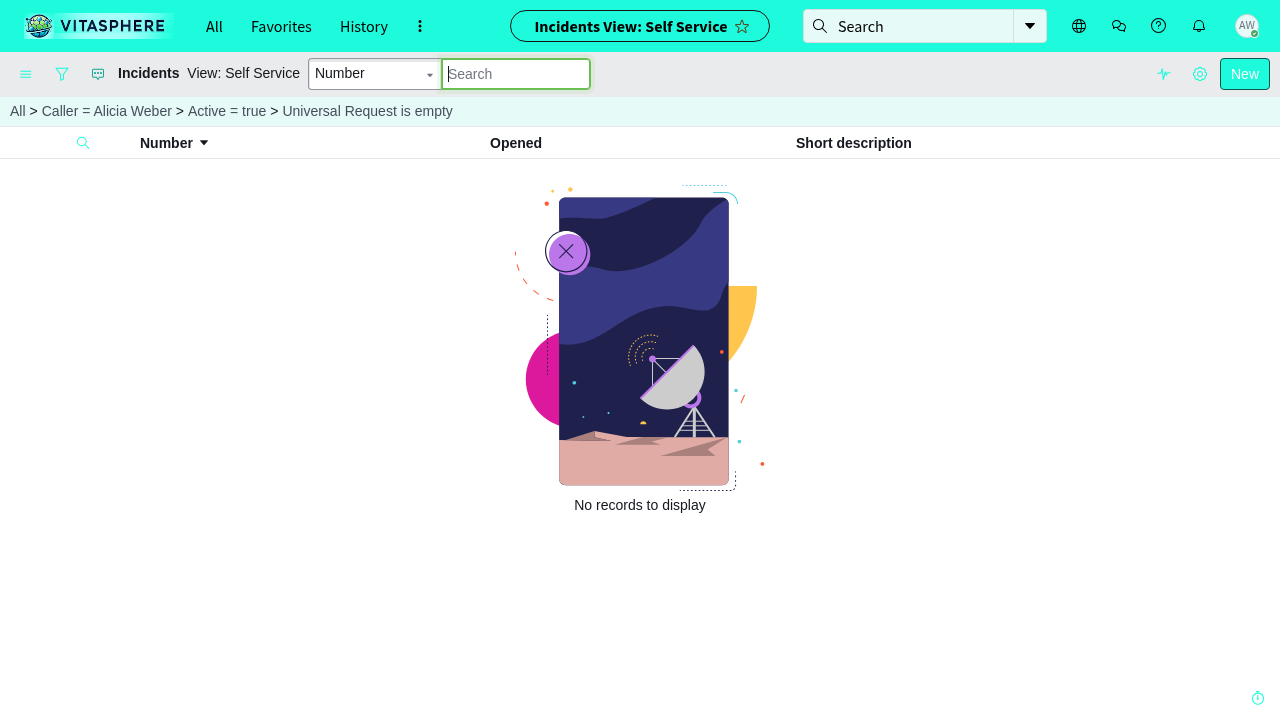 VITASPHERE
All
Favorites
History
Incidents View: Self Service
Search
AW
Incidents View: Self Service
Number
Search
New
All > Caller = Alicia Weber > Active = true > Universal Request is empty
Number
Opened
Short description
No records to display